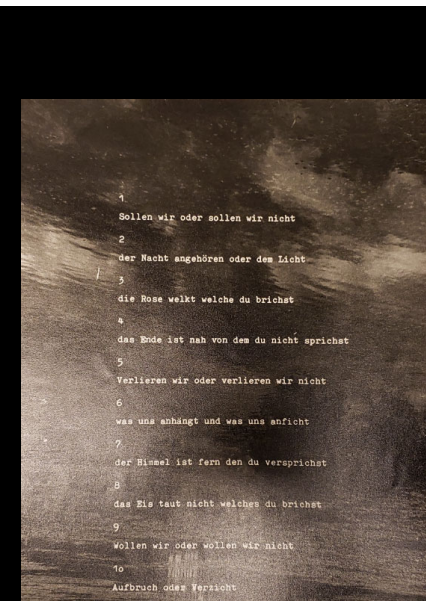 1
Sollen wir oder sollen wir nicht
2
der Nacht angehören oder dem Licht
3
die Rose welkt welche du brichst
4
das Ende ist nah von dem du nicht sprichst
5
Verlieren wir oder verlieren wir nicht
6
was uns anhängt und was uns anficht
7
der Himmel ist fern den du versprichst
8
das Eis taut nicht welches du brichst
9
Wollen wir oder wollen wir nicht
1o
Aufbruch oder Verzicht